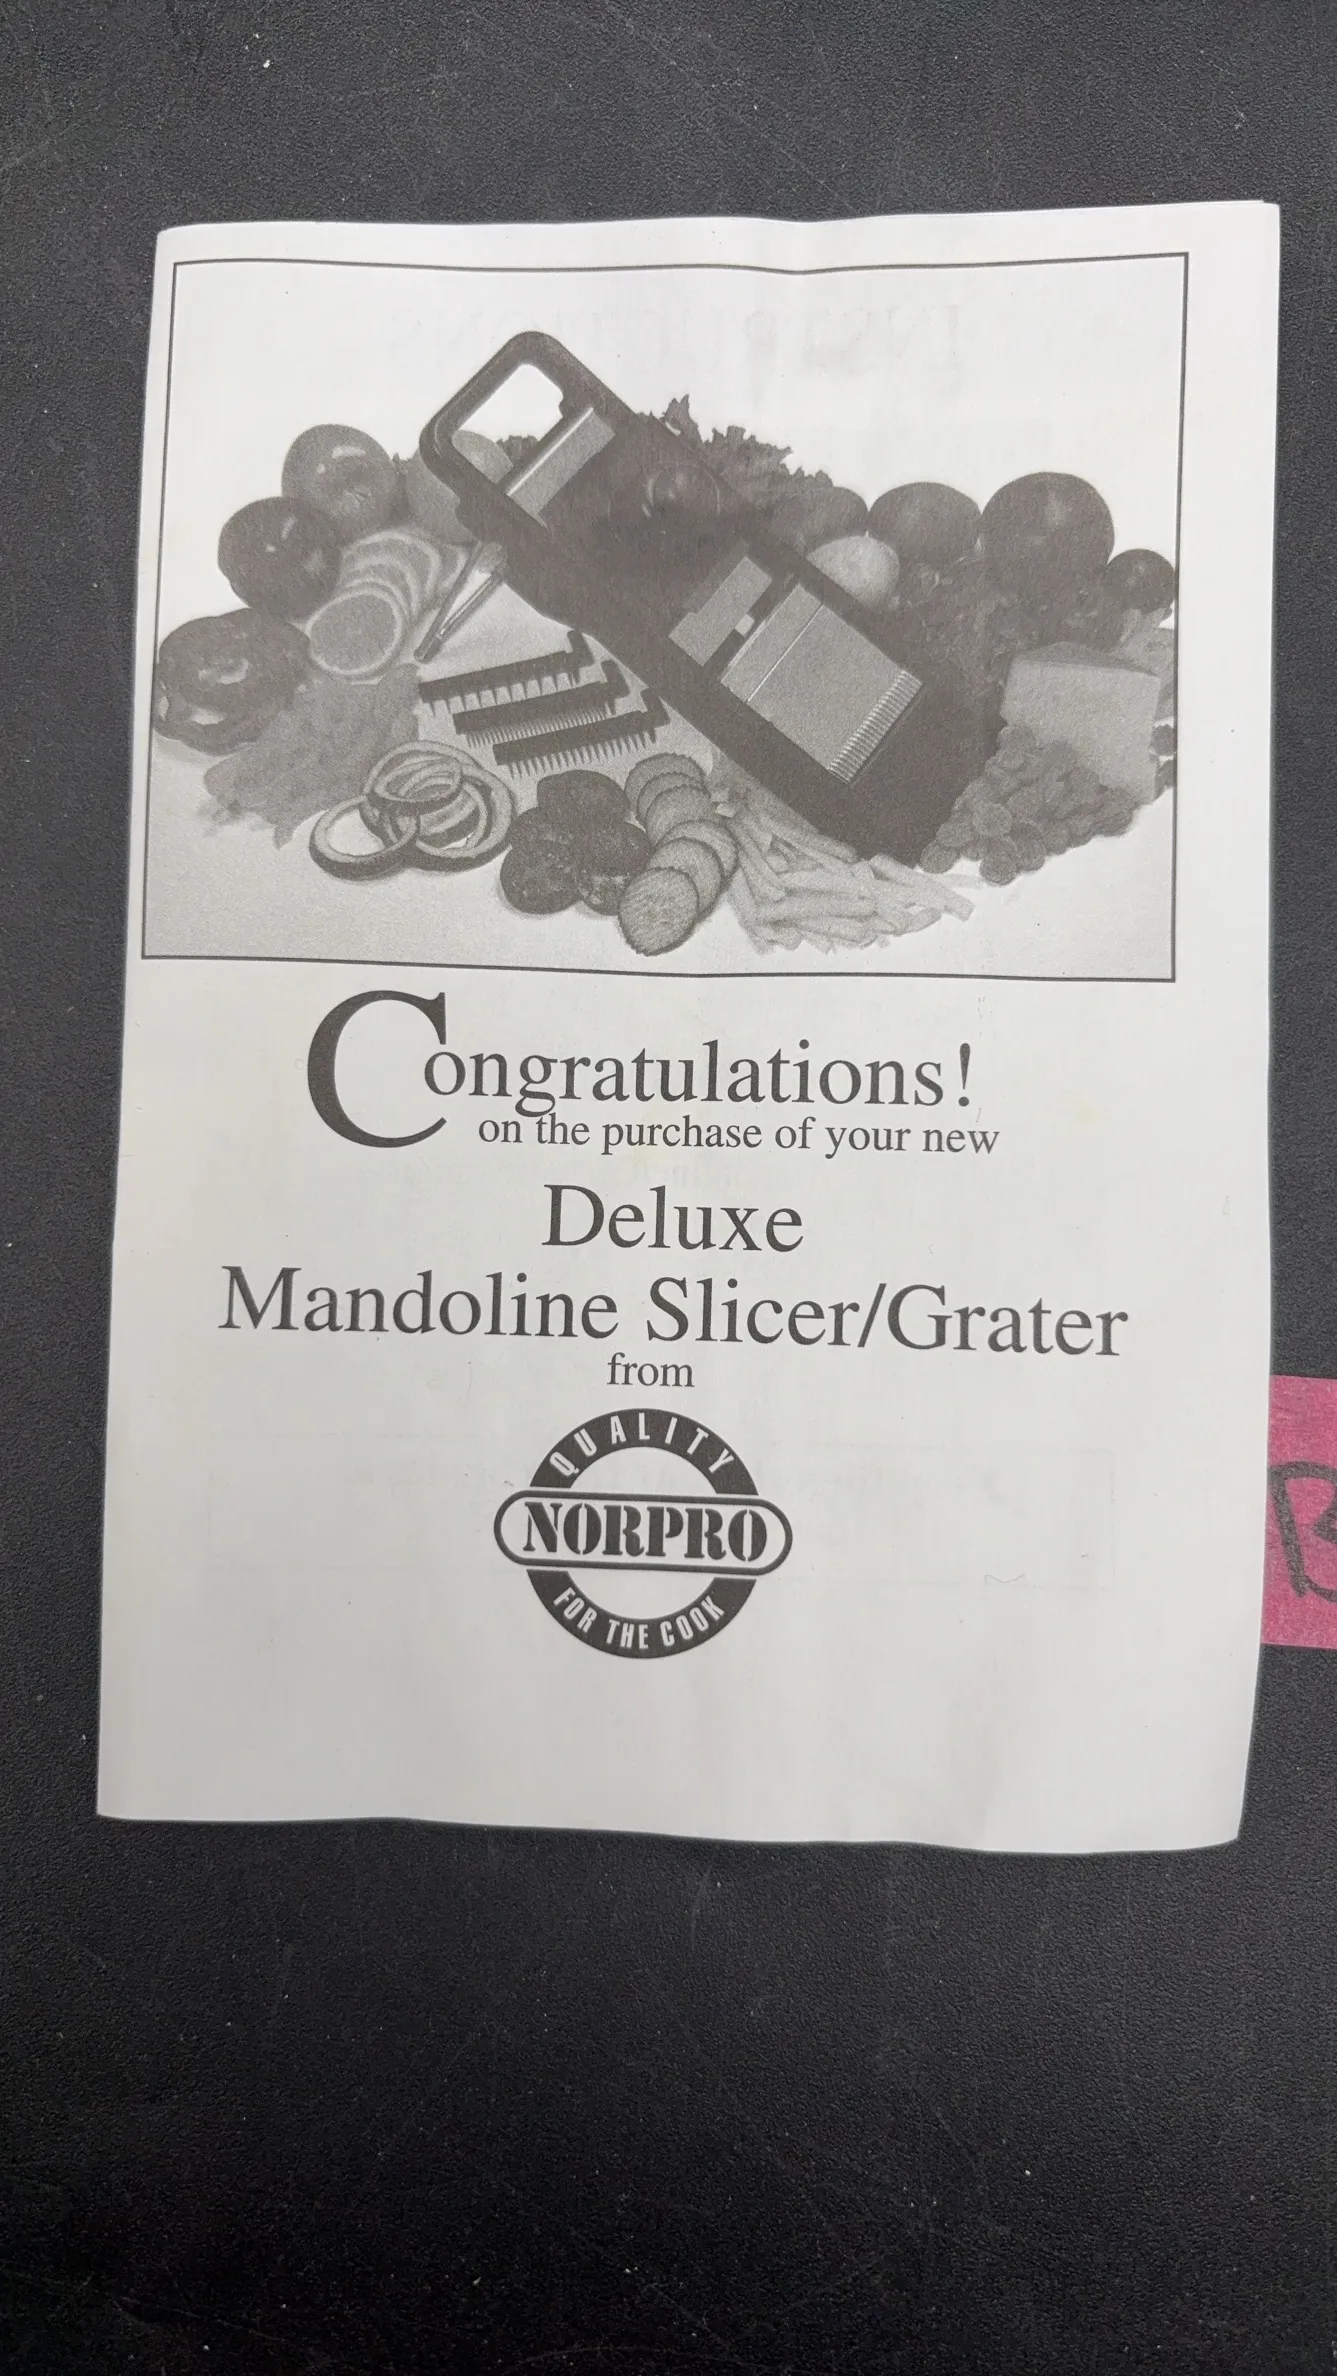 Congratulations!
on the purchase of your new
Deluxe
Mandoline Slicer/Grater
from
QUALITY
NORPRO
FOR THE COOK